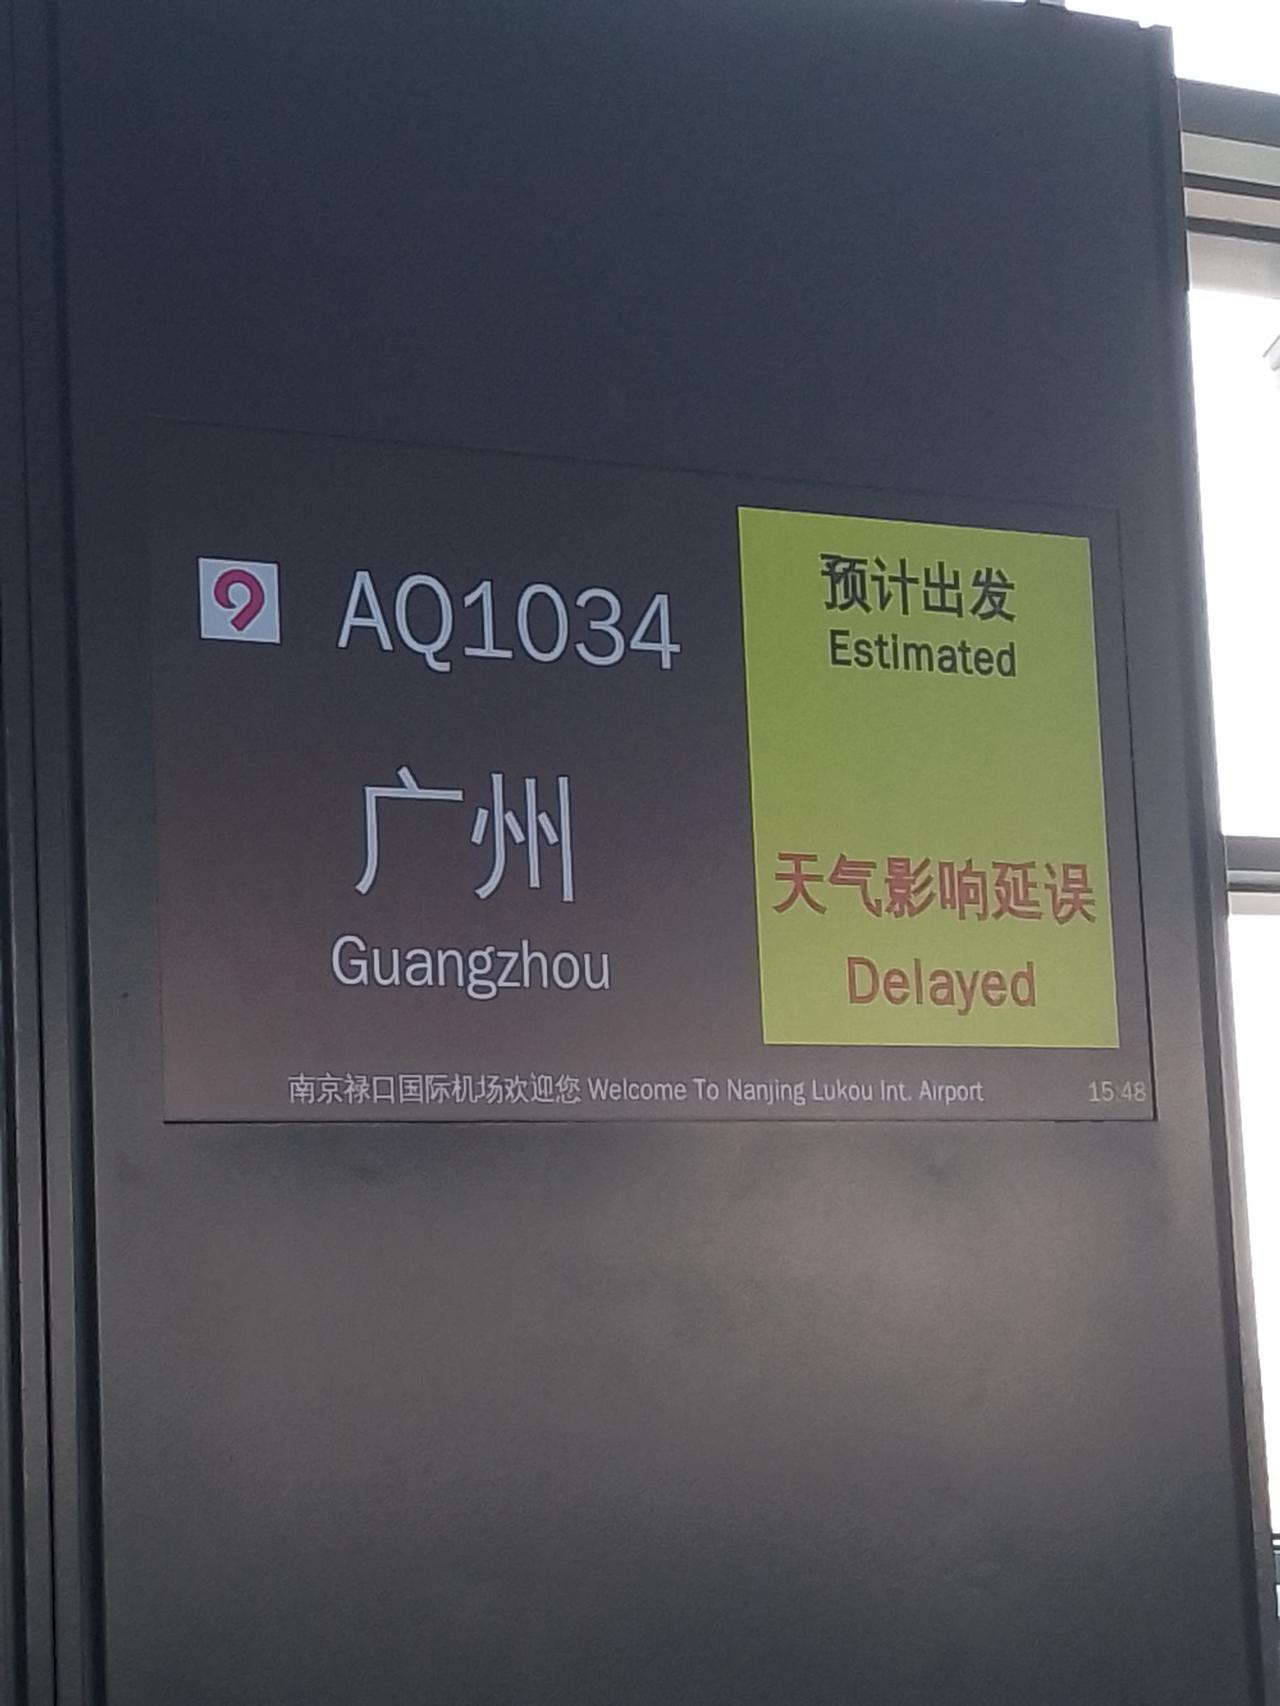 AQ1034
广州
Guangzhou
预计出发
Estimated
天气影响延误
Delayed
南京禄口国际机场欢迎您 Welcome To Nanjing Lukou Int. Airport
15:48